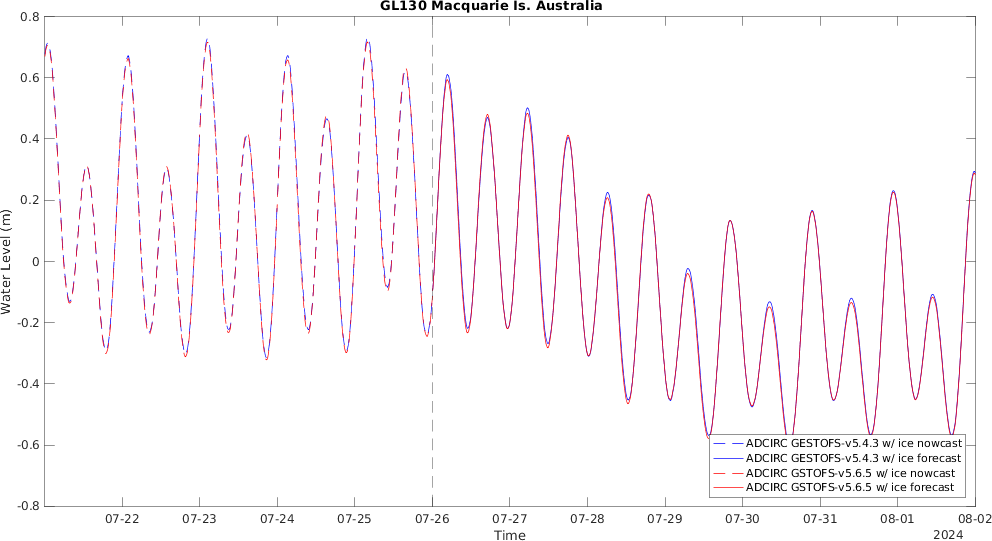 GL130 Macquarie Is. Australia
0.8
0.6
0.4
0.2
0
-0.2
-0.4
-0.6
-0.8
Water Level (m)
ADCIRC GESTOFS-v5.4.3 w/ ice nowcast
ADCIRC GESTOFS-v5.4.3 w/ ice forecast
ADCIRC GSTOFS-v5.6.5 w/ ice nowcast
ADCIRC GSTOFS-v5.6.5 w/ ice forecast
07-22 07-23 07-24 07-25 07-26 07-27 07-28 07-29 07-30 07-31 08-01 08-02
Time
2024